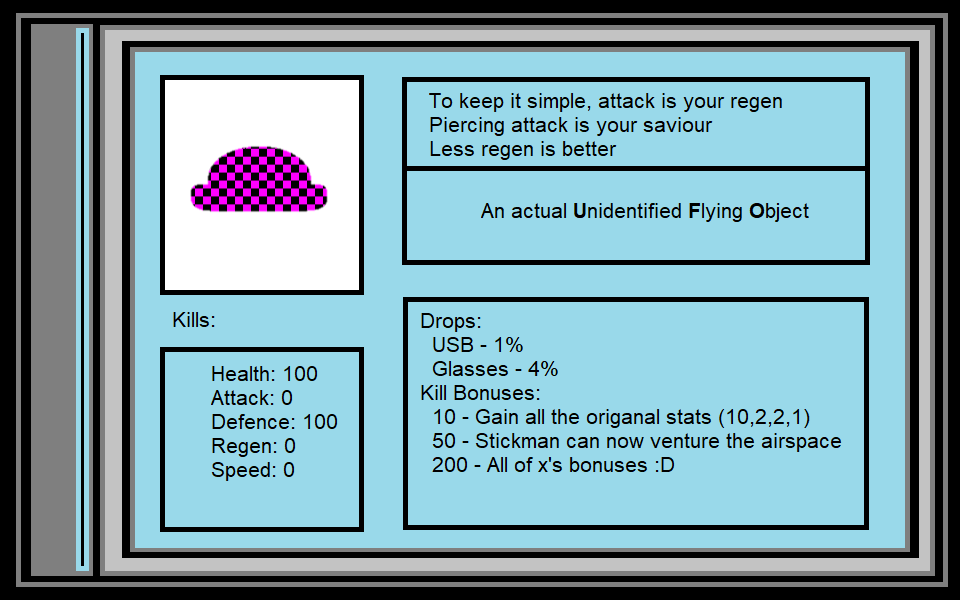 To keep it simple, attack is your regen
Piercing attack is your saviour
Less regen is better
An actual Unidentified Flying Object
Kills:
Health: 100
Attack: 0
Defence: 100
Regen: 0
Speed: 0
Drops:
USB - 1%
Glasses - 4%
Kill Bonuses:
10 - Gain all the origanal stats (10,2,2,1)
50 - Stickman can now venture the airspace
200 - All of x's bonuses :D